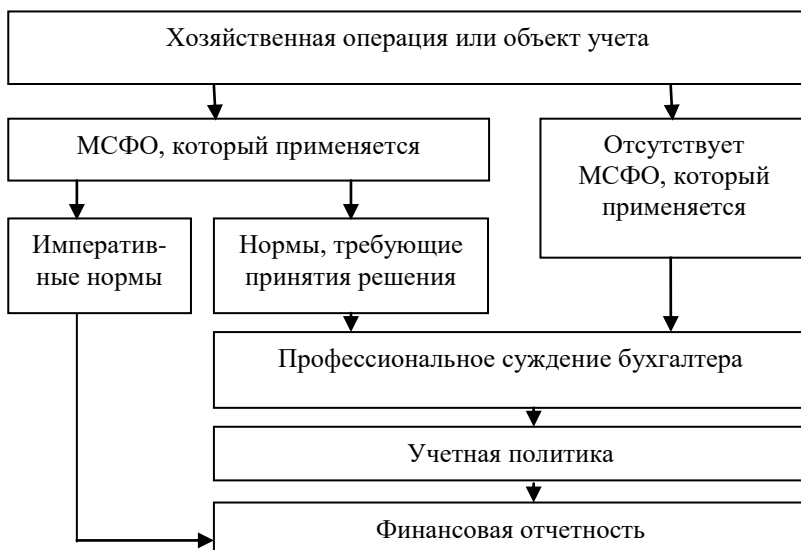 Хозяйственная операция или объект учета
МСФО, который применяется
Отсутствует
МСФО, который
применяется
Императив-
ные нормы
Нормы, требующие
принятия решения
Профессиональное суждение бухгалтера
Учетная политика
Финансовая отчетность